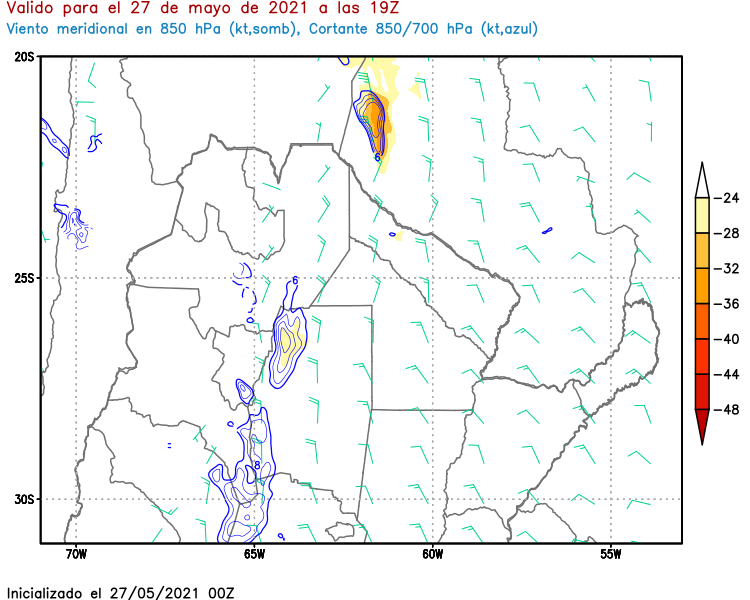 Valido para el 27 de mayo de 2021 a las 19Z
Viento meridional en 850 hPa (kt,somb), Cortante 850/700 hPa (kt,azul)
20S
25S
30S
70W
65W
60W
55W
6
6
8
-24
-28
-32
-36
-40
-44
-48
Inicializado el 27/05/2021 00Z